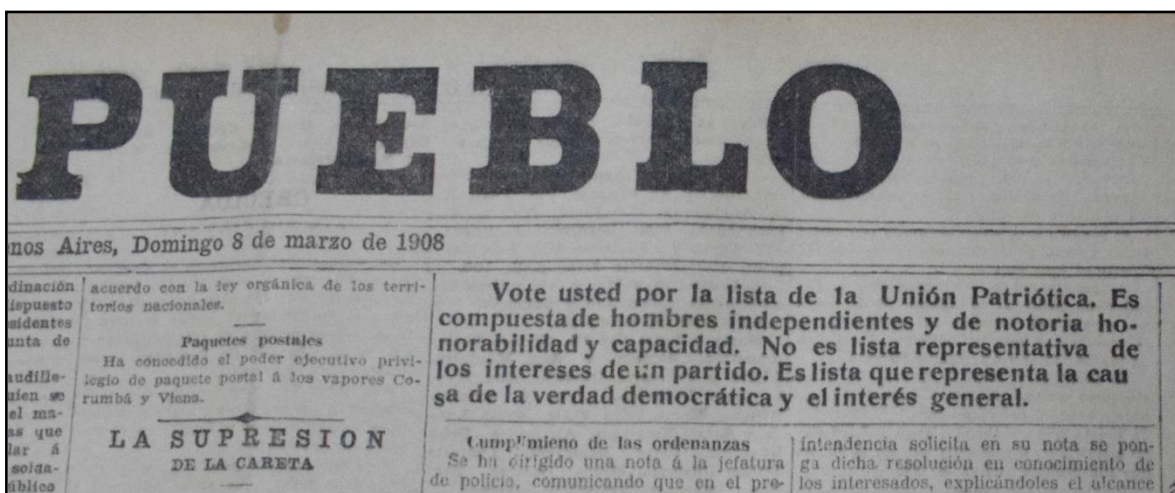 PUEBLO
enos Aires, Domingo 8 de marzo de 1908
dinación
ispuesto
sidentes
unta de
audille-
uien se
el ma-
as que
lar á
solda-
úblico
acuerdo con la ley orgánica de los terri-
torios nacionales.
Paquetes postales
Ha concedido el poder ejecutivo privi-
legio de paquete postal á los vapores Co-
rumbá y Viena.
LA SUPRESION
DE LA CARETA
Vote usted por la lista de la Unión Patriótica. Es
compuesta de hombres independientes y de notoria ho-
norabilidad y capacidad. No es lista representativa de
los intereses de un partido. Es lista que representa la cau
sa de la verdad democrática y el interés general.
Cumplimieno de las ordenanzas
Se ha dirigido una nota á la jefatura
de policía, comunicando que en el pre-
intendencia solicita en su nota se pon-
ga dicha resolución en conocimiento de
los interesados, explicándoles el alcance